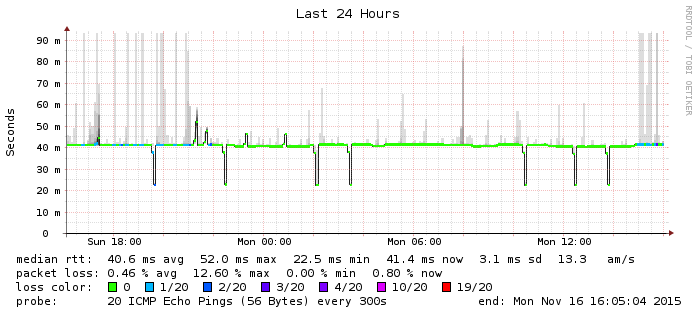 Last 24 Hours
RRDTOOL / TOBI OETIKER
Seconds
90 m
80 m
70 m
60 m
50 m
40 m
30 m
20 m
10 m
0
Sun 18:00 Mon 00:00 Mon 06:00 Mon 12:00
median rtt: 40.6 ms avg 52.0 ms max 22.5 ms min 41.4 ms now 3.1 ms sd 13.3 am/s
packet loss: 0.46 % avg 12.60 % max 0.00 % min 0.80 % now
loss color: 0 1/20 2/20 3/20 4/20 10/20 19/20
probe: 20 ICMP Echo Pings (56 Bytes) every 300s end: Mon Nov 16 16:05:04 2015